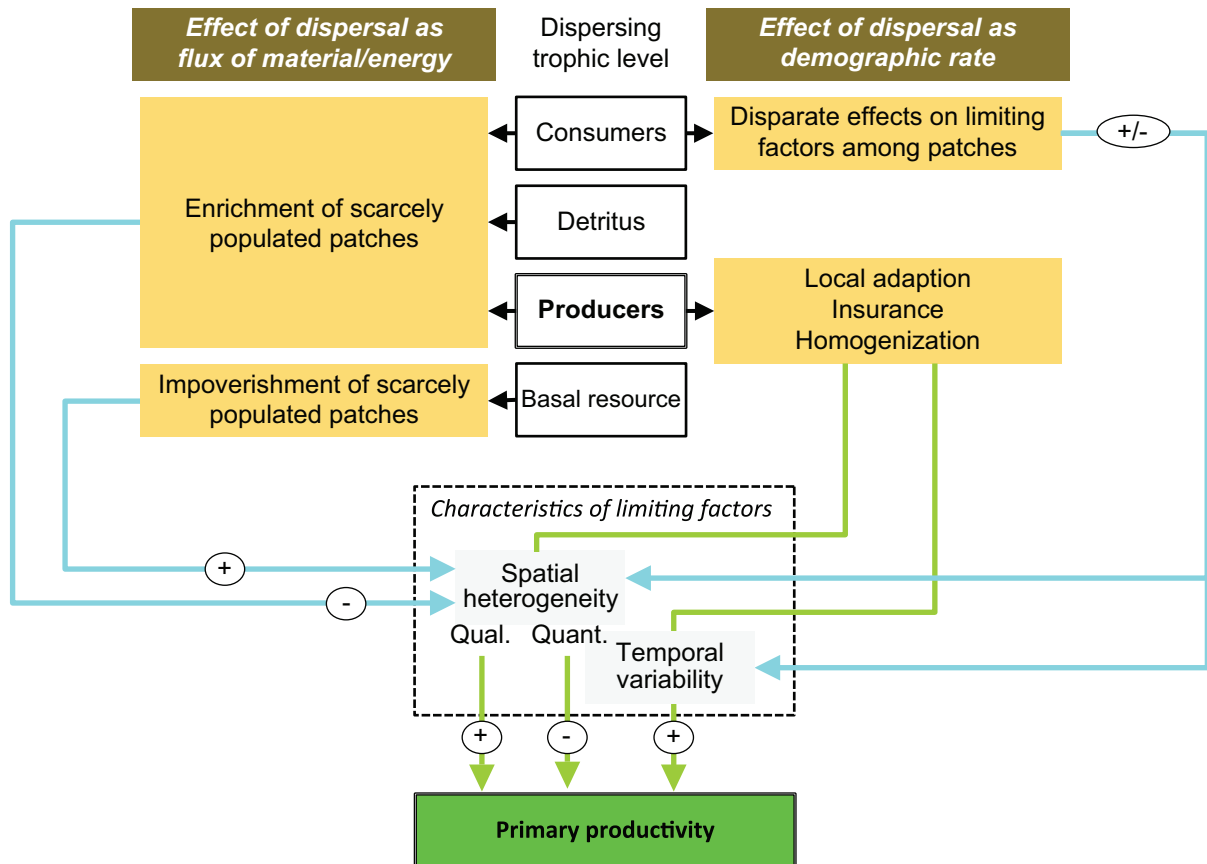 Effect of dispersal as
flux of material/energy
Dispersing
trophic level
Effect of dispersal as
demographic rate
Consumers
Disparate effects on limiting
factors among patches
+/-
Enrichment of scarcely
populated patches
Detritus
Producers
Local adaption
Insurance
Homogenization
Impoverishment of scarcely
populated patches
Basal resource
Characteristics of limiting factors
+
-
Spatial
heterogeneity
Qual.
Quant.
Temporal
variability
+
-
+
Primary productivity